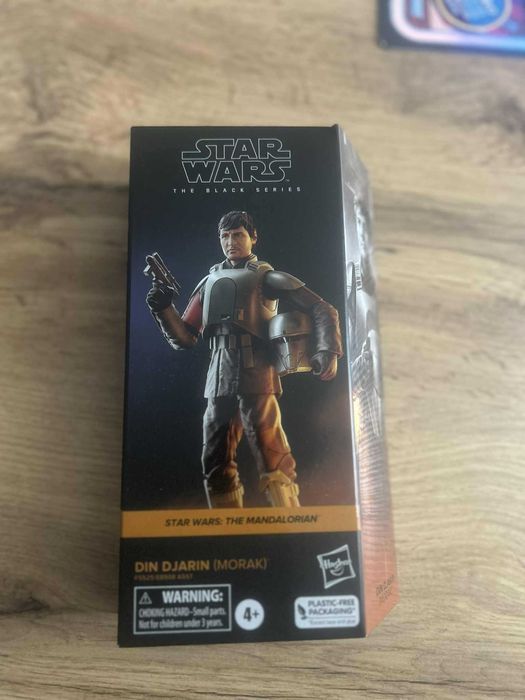 STAR
WARS
THE BLACK SERIES
STAR WARS: THE MANDALORIAN
DIN DJARIN (MORAK)
WARNING:
CHOKING HAZARD-Small parts.
Not for children under 3 years.
4+
Hasbro
PLASTIC-FREE
PACKAGING*